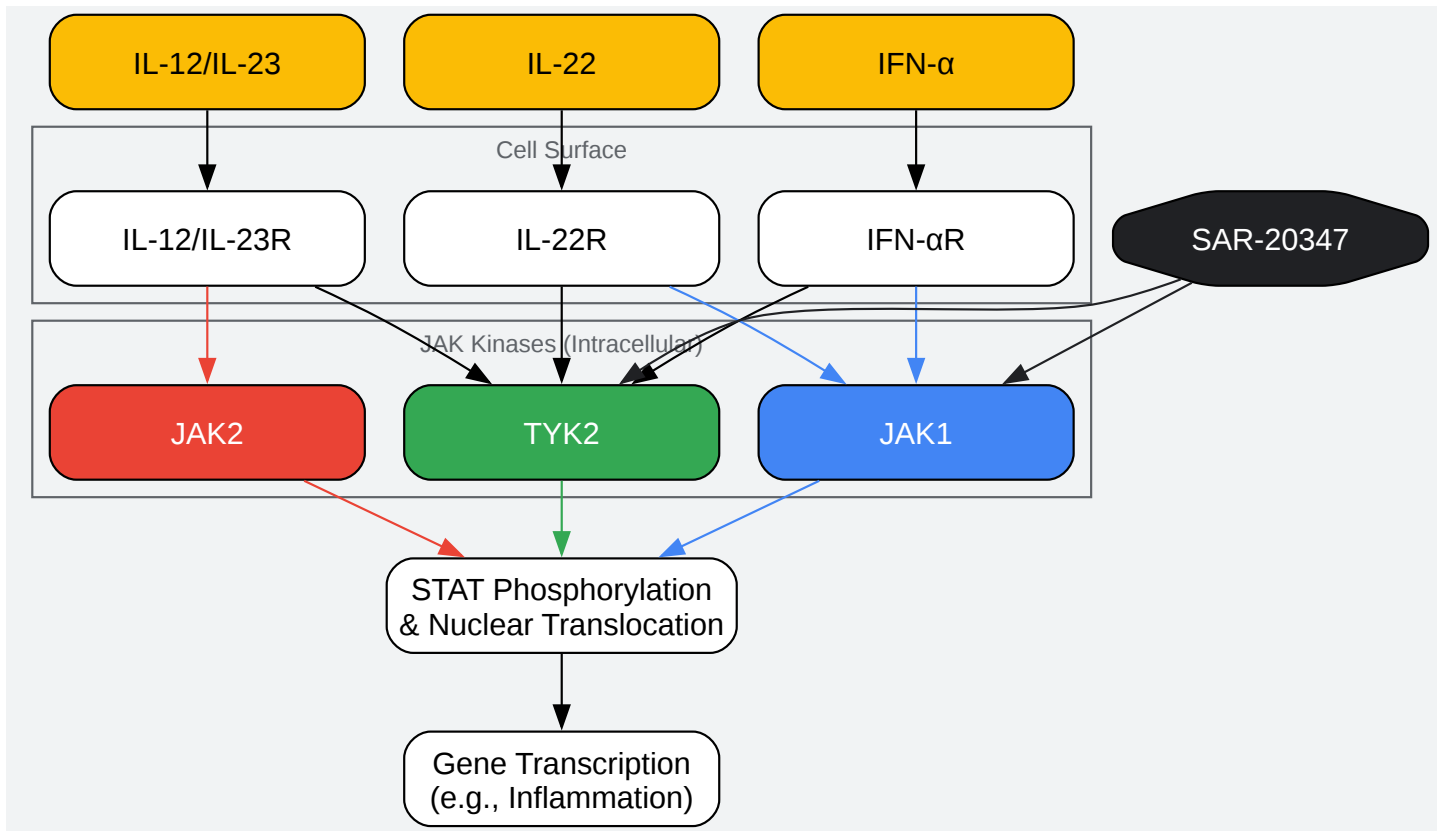 IL-12/IL-23
IL-22
IFN-α
Cell Surface
IL-12/IL-23R
IL-22R
IFN-αR
SAR-20347
JAK Kinases (Intracellular)
JAK2
TYK2
JAK1
STAT Phosphorylation
& Nuclear Translocation
Gene Transcription
(e.g., Inflammation)